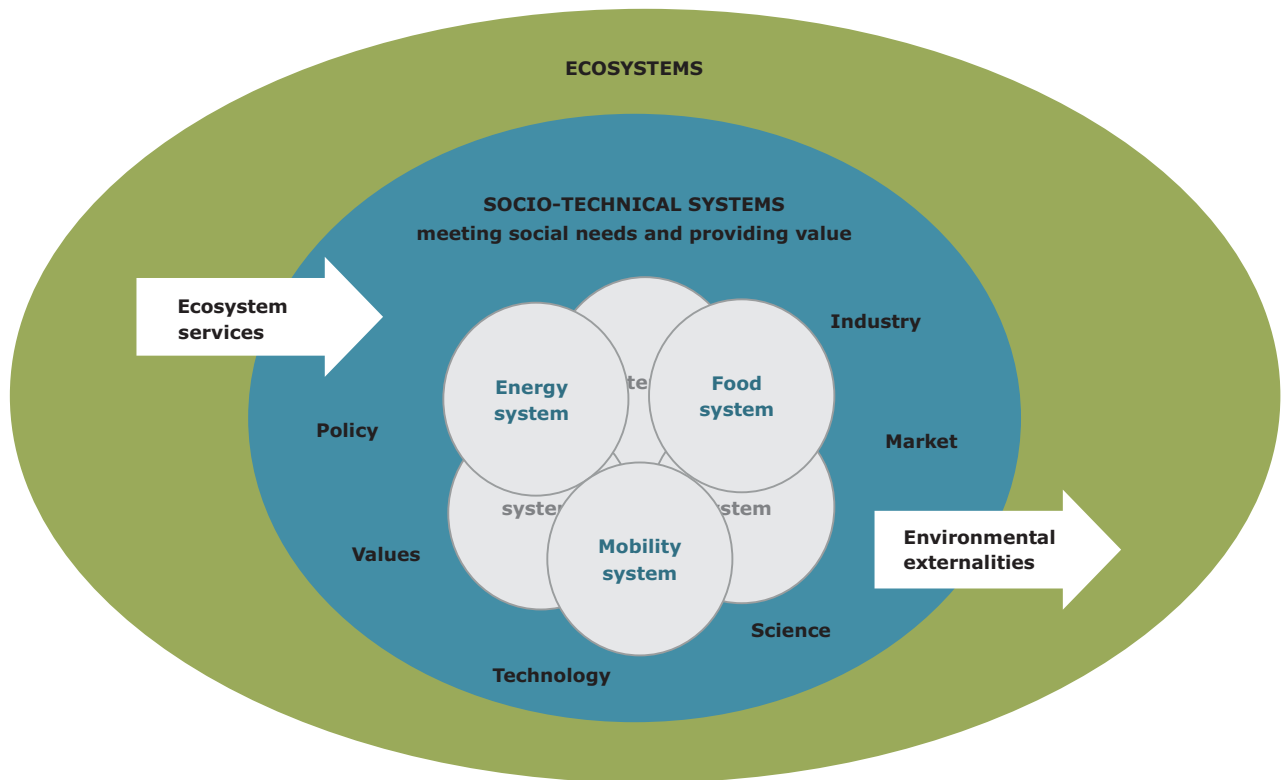 ECOSYSTEMS
SOCIO-TECHNICAL SYSTEMS
meeting social needs and providing value
Ecosystem
services
Industry
Energy
system
Food
system
Policy
Market
system
Values
Mobility
system
Environmental
externalities
Science
Technology